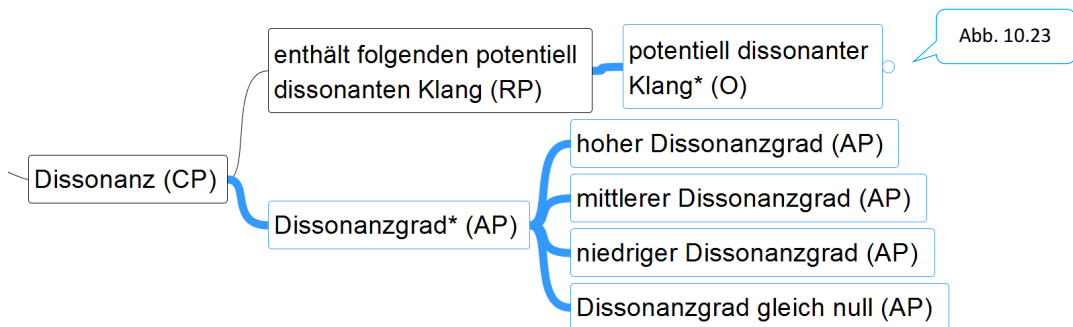 enthält folgenden potentiell
dissonanten Klang (RP)
potentiell dissonanter
Klang* (O)
Abb. 10.23
Dissonanz (CP)
Dissonanzgrad* (AP)
hoher Dissonanzgrad (AP)
mittlerer Dissonanzgrad (AP)
niedriger Dissonanzgrad (AP)
Dissonanzgrad gleich null (AP)